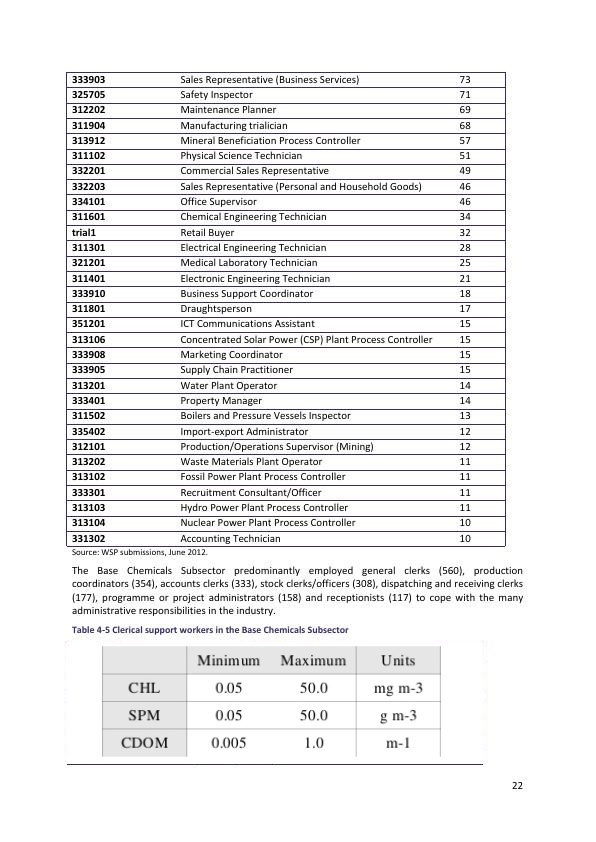 333903 Sales Representative (Business Services) 73
325705 Safety Inspector 71
312202 Maintenance Planner 69
311904 Manufacturing trialician 68
313912 Mineral Beneficiation Process Controller 57
311102 Physical Science Technician 51
332201 Commercial Sales Representative 49
332203 Sales Representative (Personal and Household Goods) 46
334101 Office Supervisor 46
311601 Chemical Engineering Technician 34
trial1 Retail Buyer 32
311301 Electrical Engineering Technician 28
321201 Medical Laboratory Technician 25
311401 Electronic Engineering Technician 21
333910 Business Support Coordinator 18
311801 Draughtsperson 17
351201 ICT Communications Assistant 15
313106 Concentrated Solar Power (CSP) Plant Process Controller 15
333908 Marketing Coordinator 15
333905 Supply Chain Practitioner 15
313201 Water Plant Operator 14
333401 Property Manager 14
311502 Boilers and Pressure Vessels Inspector 13
335402 Import-export Administrator 12
312101 Production/Operations Supervisor (Mining) 12
313202 Waste Materials Plant Operator 11
313102 Fossil Power Plant Process Controller 11
333301 Recruitment Consultant/Officer 11
313103 Hydro Power Plant Process Controller 11
313104 Nuclear Power Plant Process Controller 10
331302 Accounting Technician 10
Source: WSP submissions, June 2012.
The Base Chemicals Subsector predominantly employed general clerks (560), production
coordinators (354), accounts clerks (333), stock clerks/officers (308), dispatching and receiving clerks
(177), programme or project administrators (158) and receptionists (117) to cope with the many
administrative responsibilities in the industry.
Table 4-5 Clerical support workers in the Base Chemicals Subsector
Minimum Maximum Units
CHL 0.05 50.0 mg m-3
SPM 0.05 50.0 g m-3
CDOM 0.005 1.0 m-1
22